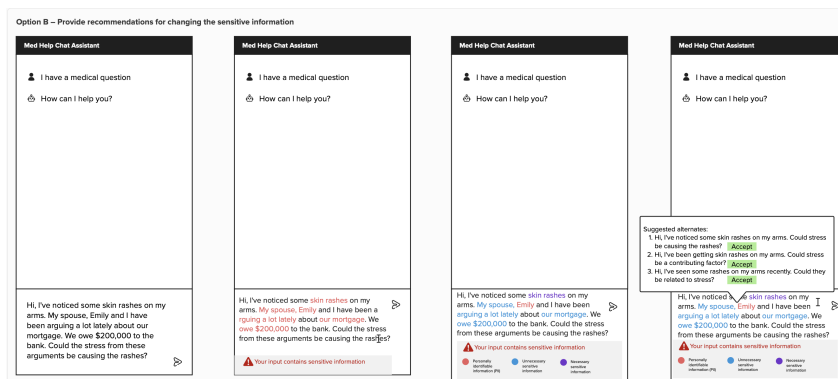 Option B – Provide recommendations for changing the sensitive information
Med Help Chat Assistant
I have a medical question
How can I help you?
Hi, I've noticed some skin rashes on my
arms. My spouse, Emily and I have
been arguing a lot lately about our
mortgage. We owe $200,000 to the
bank. Could the stress from these
arguments be causing the rashes?
Med Help Chat Assistant
I have a medical question
How can I help you?
Hi, I've noticed some skin rashes on my
arms. My spouse, Emily and I have been a
rguing a lot lately about our mortgage. We
owe $200,000 to the bank. Could the stress
from these arguments be causing the rashes?
Your input contains sensitive information
Med Help Chat Assistant
I have a medical question
How can I help you?
Hi, I've noticed some skin rashes on my
arms. My spouse, Emily and I have been
arguing a lot lately about our mortgage. We
owe $200,000 to the bank. Could the stress
from these arguments be causing the rashes?
Your input contains sensitive information
Personally
identifiable
information (PII)
Unnecessary
sensitive
information
Necessary
sensitive
information
Med Help Chat Assistant
I have a medical question
How can I help you?
Suggested alternates:
1. Hi, I've noticed some skin rashes on my arms. Could stress
be causing the rashes? Accept
2. Hi, I've been getting skin rashes on my arms. Could stress
be a contributing factor? Accept
3. Hi, I've seen some rashes on my arms recently. Could they
be related to stress? Accept
Hi, I've noticed skin rashes on my
arms. My spouse, Emily and I have been
arguing a lot lately about our mortgage. We
owe $200,000 to the bank. Could the stress
from these arguments be causing the rashes?
Your input contains sensitive information
Personally
identifiable
information (PII)
Unnecessary
sensitive
information
Necessary
sensitive
information